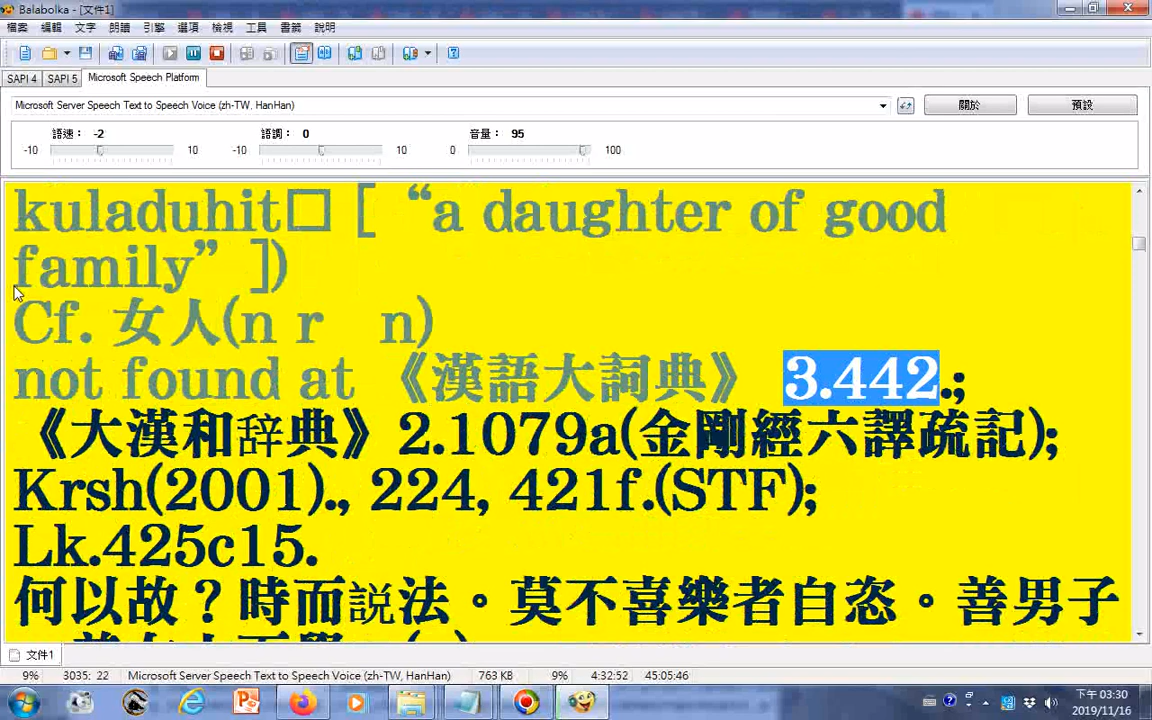 Balabolka - [文件1]
檔案 編輯 文字 朗讀 引擎 選項 檢視 工具 書籤 說明
SAPI 4 SAPI 5 Microsoft Speech Platform
Microsoft Server Speech Text to Speech Voice (zh-TW, HanHan) 關於 預設
語速： -2 語調： 0 音量： 95
-10 10 -10 10 0 100
kuladuhit□ [ “a daughter of good
family” ])
Cf. 女人(n r n)
not found at 《漢語大詞典》 3.442.;
《大漢和辞典》2.1079a(金剛經六譯疏記);
Krsh(2001)., 224, 421f.(STF);
Lk.425c15.
何以故？時而説法。莫不喜樂者自恣。善男子
文件1
9% 3035: 22 Microsoft Server Speech Text to Speech Voice (zh-TW, HanHan) 763 KB 9% 4:32:52 45:05:46
下午 03:30
2019/11/16